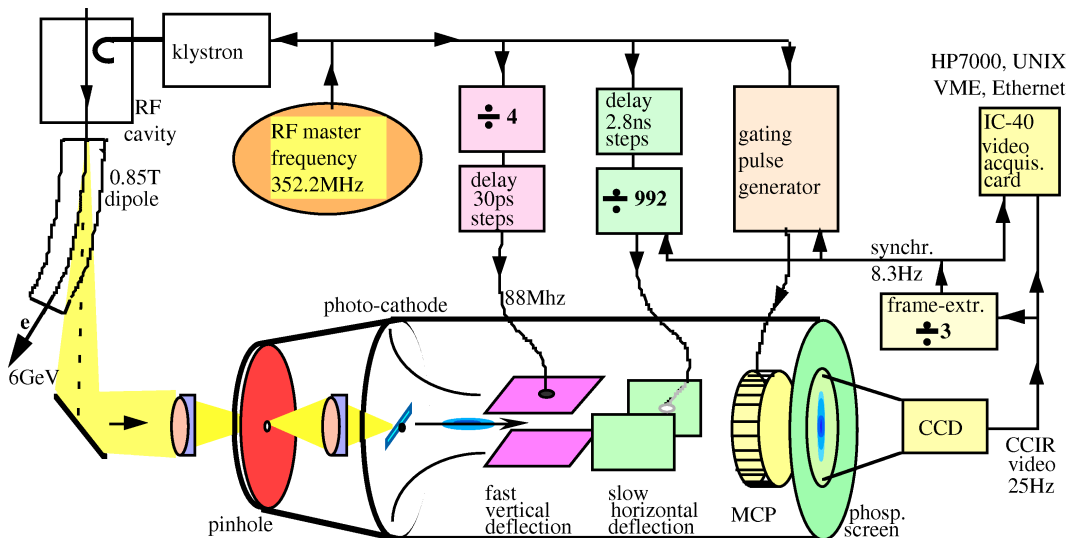 klystron
RF
cavity
0.85T
dipole
RF master
frequency
352.2MHz
÷ 4
delay
30ps
steps
delay
2.8ns
steps
÷ 992
gating
pulse
generator
HP7000, UNIX
VME, Ethernet
IC-40
video
acquis.
card
synchr.
8.3Hz
frame-extr.
÷3
88Mhz
photo-cathode
e
6GeV
pinhole
fast
vertical
deflection
slow
horizontal
deflection
MCP
phosp.
screen
CCD
CCIR
video
25Hz